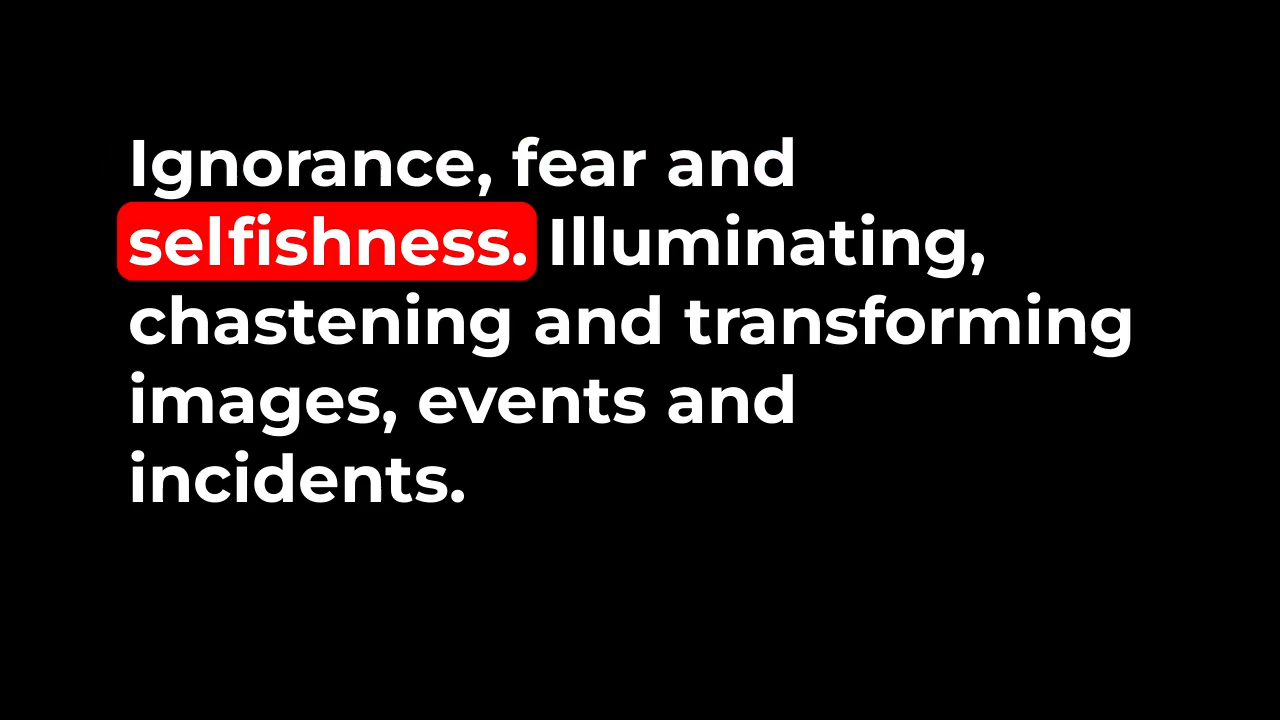 Ignorance, fear and
selfishness. Illuminating,
chastening and transforming
images, events and
incidents.